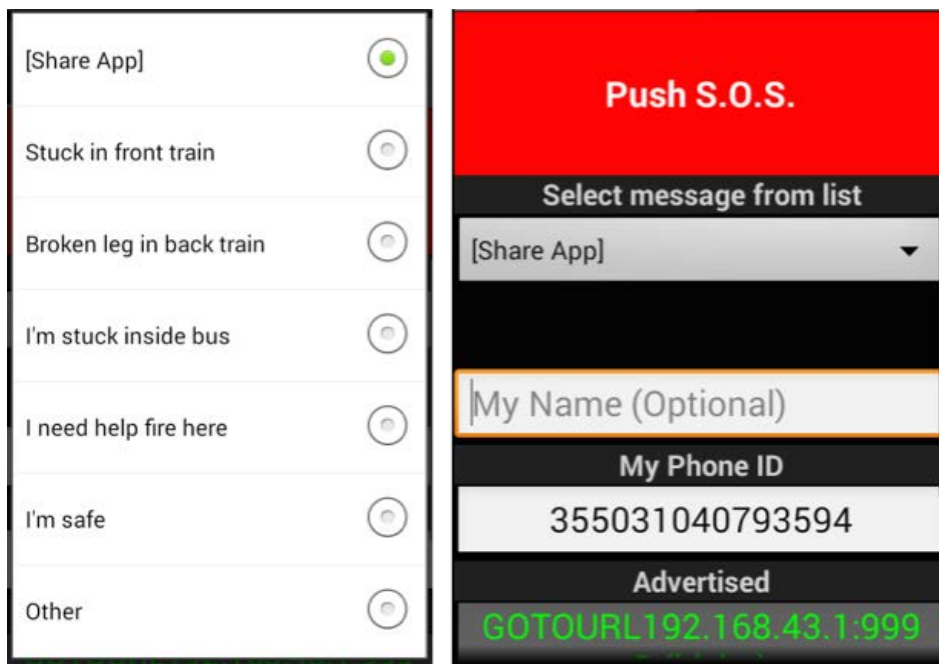 [Share App]
Stuck in front train
Broken leg in back train
I'm stuck inside bus
I need help fire here
I'm safe
Other
Push S.O.S.
Select message from list
[Share App]
My Name (Optional)
My Phone ID
355031040793594
Advertised
GOTOURL192.168.43.1:999